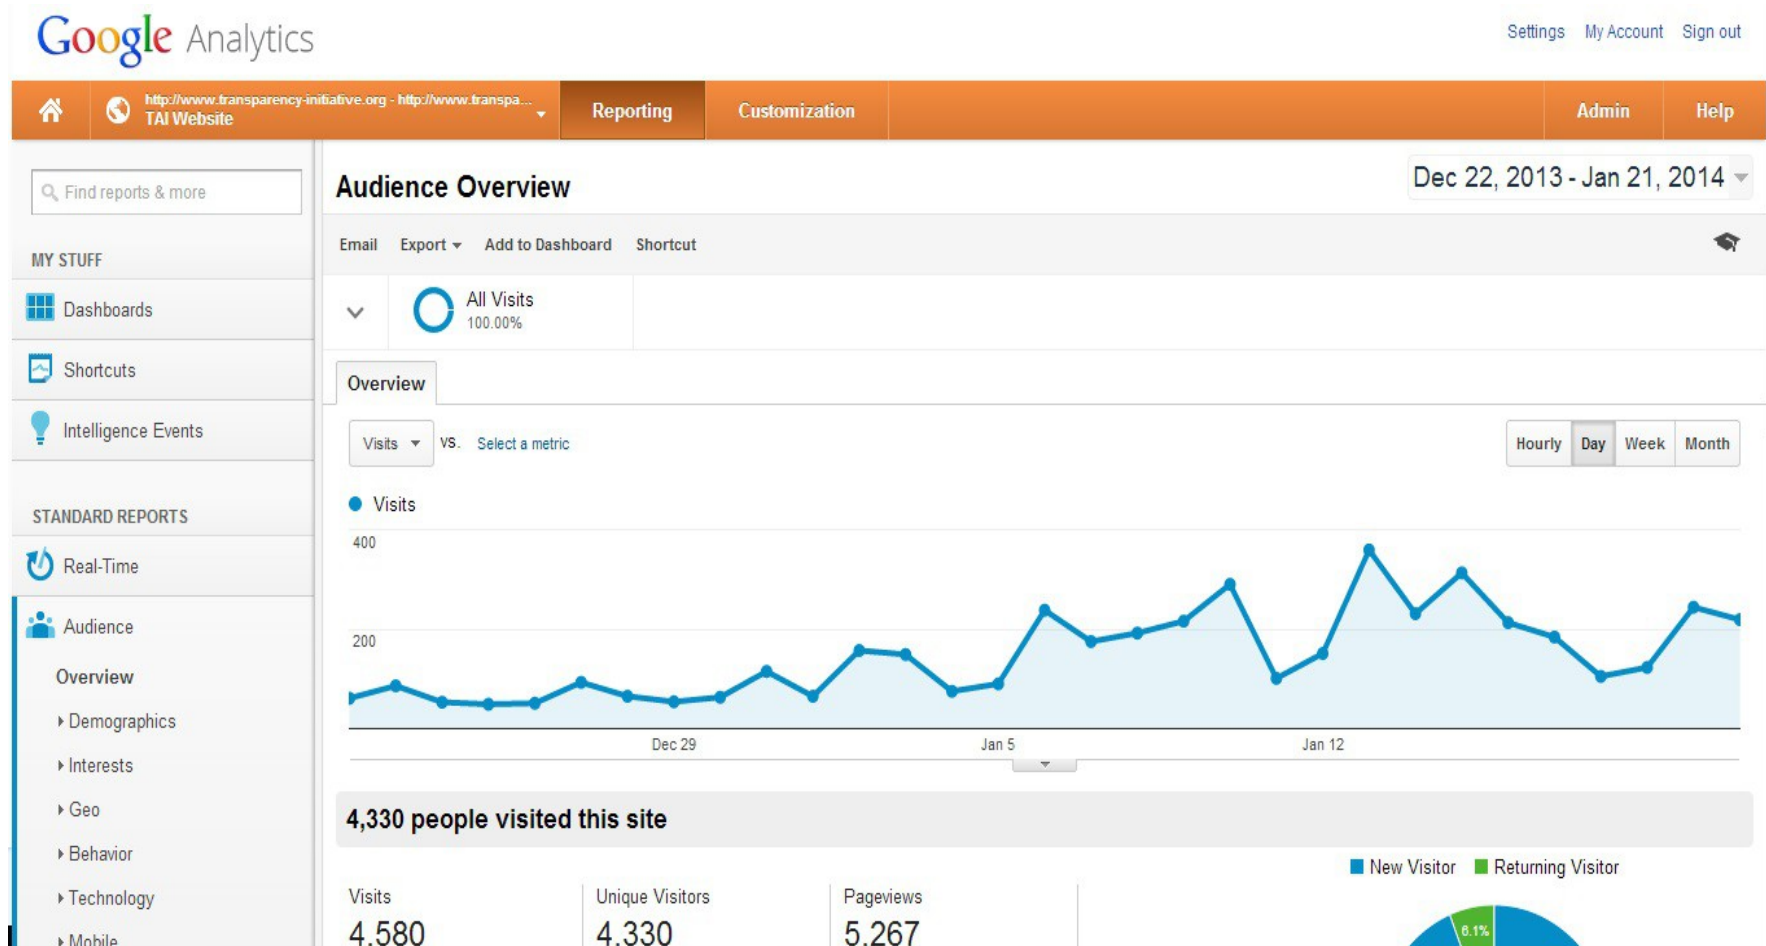 Google Analytics
Settings My Account Sign out
http://www.transparency-initiative.org - http://www.transpa...
TAI Website
Reporting
Customization
Admin
Help
Find reports & more
MY STUFF
Dashboards
Shortcuts
Intelligence Events
STANDARD REPORTS
Real-Time
Audience
Overview
Demographics
Interests
Geo
Behavior
Technology
Mobile
Audience Overview
Dec 22, 2013 - Jan 21, 2014
Email Export Add to Dashboard Shortcut
All Visits
100.00%
Overview
Visits VS. Select a metric
Hourly Day Week Month
Visits
400
200
Dec 29 Jan 5 Jan 12
4,330 people visited this site
New Visitor Returning Visitor
Visits
4,580
Unique Visitors
4,330
Pageviews
5,267
6.1%